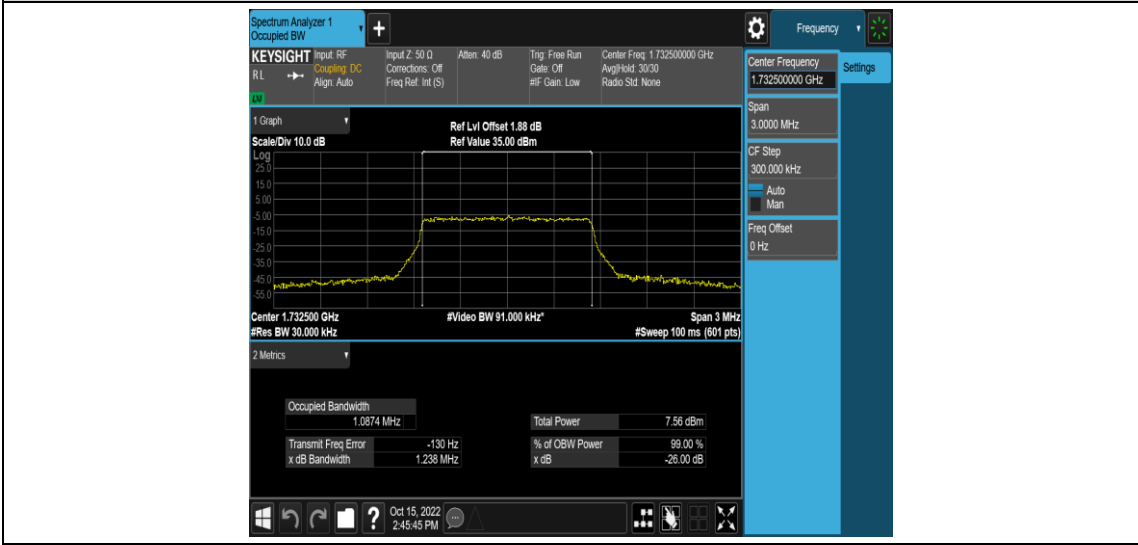 Spectrum Analyzer 1
Occupied BW
+
Frequency
KEYSIGHT
RL
LXI
Input: RF
Coupling: DC
Align: Auto
Input Z: 50 Ω
Corrections: Off
Freq Ref: Int (S)
Atten: 40 dB
Trig: Free Run
Gate: Off
#IF Gain: Low
Center Freq: 1.732500000 GHz
Avg|Hold: 30/30
Radio Std: None
Center Frequency
1.732500000 GHz
Settings
Span
3.0000 MHz
CF Step
300.000 kHz
Auto
Man
Freq Offset
0 Hz
1 Graph
Scale/Div 10.0 dB
Ref Lvl Offset 1.88 dB
Ref Value 35.00 dBm
Log
25.0
15.0
5.00
-5.00
-15.0
-25.0
-35.0
-45.0
-55.0
Center 1.732500 GHz
#Video BW 91.000 kHz*
Span 3 MHz
#Res BW 30.000 kHz
#Sweep 100 ms (601 pts)
2 Metrics
Occupied Bandwidth
1.0874 MHz
Total Power 7.56 dBm
Transmit Freq Error -130 Hz
% of OBW Power 99.00 %
x dB Bandwidth 1.238 MHz
x dB -26.00 dB
?
Oct 15, 2022
2:45:45 PM